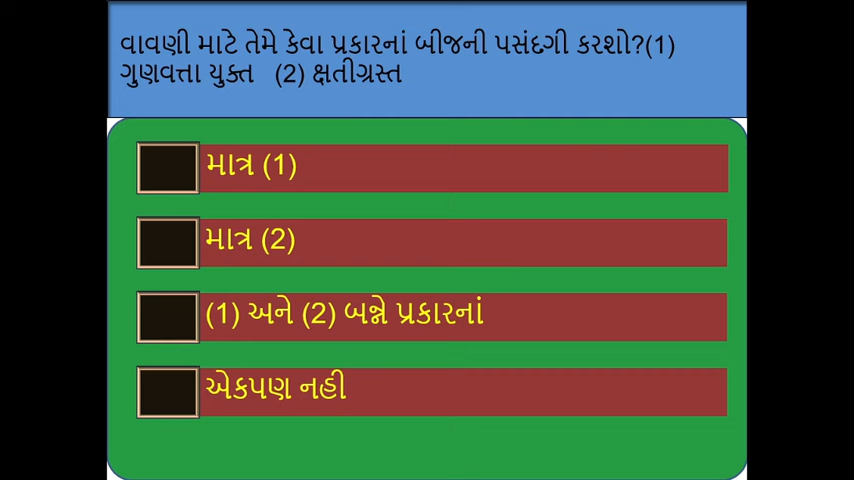 વાવણી માટે તેમે કેવા પ્રકારનાં બીજની પસંદગી કરશો?(1)
ગુણવત્તા યુક્ત (2) ક્ષતીગ્રસ્ત
માત્ર (1)
માત્ર (2)
(1) અને (2) બન્ને પ્રકારનાં
એકપણ નહી